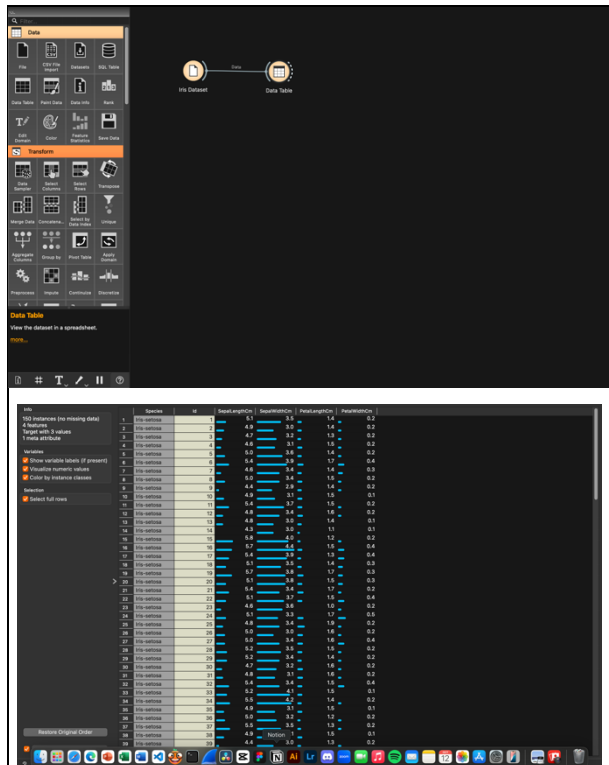 Filter...
Data
File CSV File Import Datasets SQL Table
Data Table Paint Data Data Info Rank
Edit Domain Color Feature Statistics Save Data
Transform
Data Sampler Select Columns Select Rows Transpose
Merge Data Concatena... Select by Data Index Unique
Aggregate Columns Group by Pivot Table Apply Domain
Preprocess Impute Continuize Discretize
Data Table
View the dataset in a spreadsheet.
more...
Iris Dataset
Data
Data Table
Info
150 instances (no missing data)
4 features
Target with 3 values
1 meta attribute
Variables
Show variable labels (if present)
Visualize numeric values
Color by instance classes
Selection
Select full rows
Restore Original Order
Species Id SepalLengthCm SepalWidthCm PetalLengthCm PetalWidthCm
1 Iris-setosa 1 5.1 3.5 1.4 0.2
2 Iris-setosa 2 4.9 3.0 1.4 0.2
3 Iris-setosa 3 4.7 3.2 1.3 0.2
4 Iris-setosa 4 3.1 1.5 0.2
5 Iris-setosa 5 5.0 3.6 1.4 0.2
6 Iris-setosa 6 5.4 3.9 1.7 0.4
7 Iris-setosa 7 4.6 3.4 1.4 0.3
8 Iris-setosa 8 5.0 3.4 1.5 0.2
9 Iris-setosa 9 4.4 2.9 1.4 0.2
10 Iris-setosa 10 4.9 3.1 1.5 0.1
11 Iris-setosa 11 5.4 3.7 1.5 0.2
12 Iris-setosa 12 4.8 3.4 1.6 0.2
13 Iris-setosa 13 4.8 3.0 1.4 0.1
14 Iris-setosa 14 4.3 3.0 1.1 0.1
15 Iris-setosa 15 5.8 4.0 1.2 0.2
16 Iris-setosa 16 5.7 4.4 1.5 0.4
17 Iris-setosa 17 5.4 3.9 1.3 0.4
18 Iris-setosa 18 5.1 3.5 1.4 0.3
19 Iris-setosa 19 5.7 3.8 1.7 0.3
20 Iris-setosa 20 5.1 3.8 1.5 0.3
21 Iris-setosa 21 5.4 3.4 1.7 0.2
22 Iris-setosa 22 5.1 3.7 1.5 0.4
23 Iris-setosa 23 4.6 3.6 1.0 0.2
24 Iris-setosa 24 5.1 3.3 1.7 0.5
25 Iris-setosa 25 4.8 3.4 1.9 0.2
26 Iris-setosa 26 5.0 3.0 1.6 0.2
27 Iris-setosa 27 5.0 3.4 1.6 0.4
28 Iris-setosa 28 5.2 3.5 1.5 0.2
29 Iris-setosa 29 5.2 3.4 1.4 0.2
30 Iris-setosa 30 4.7 3.2 1.6 0.2
31 Iris-setosa 31 4.8 3.1 1.6 0.2
32 Iris-setosa 32 5.4 3.4 1.5 0.4
33 Iris-setosa 33 5.2 4.1 1.5 0.1
34 Iris-setosa 34 5.5 4.2 1.4 0.2
35 Iris-setosa 35 4.9 3.1 1.5 0.1
36 Iris-setosa 36 5.0 3.2 1.2 0.2
37 Iris-setosa 37 5.5 3.5 1.3 0.2
38 Iris-setosa 38 4.9 Notion 1 1.5 0.1
39 Iris-setosa 39 4.4 3.0 1.3 0.2